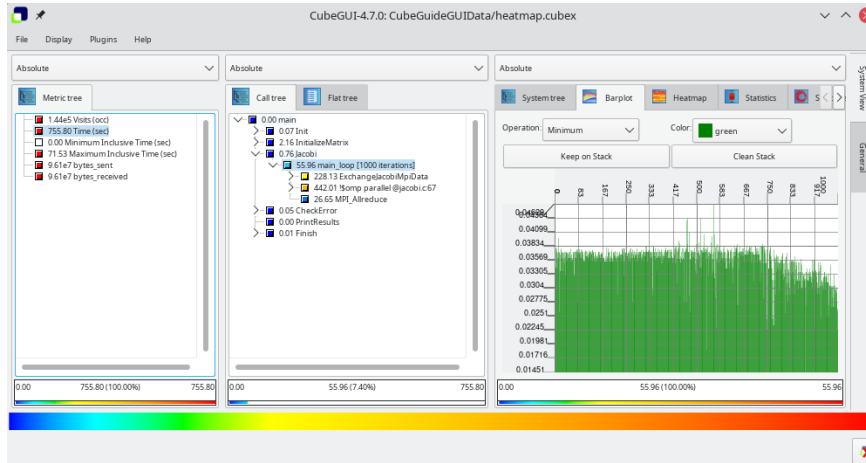 CubeGUI-4.7.0: CubeGuideGUIData/heatmap.cubex
File Display Plugins Help
Absolute Absolute Absolute
Metric tree Call tree Flat tree System tree Barplot Heatmap Statistics
System View
General
1.44e5 Visits (occ)
755.80 Time (sec)
0.00 Minimum Inclusive Time (sec)
71.53 Maximum Inclusive Time (sec)
9.61e7 bytes_sent
9.61e7 bytes_received
0.00 main
0.07 Init
2.16 InitializeMatrix
0.76 Jacobi
55.96 main_loop [1000 iterations]
228.13 ExchangeJacobiMpiData
442.01 !$omp parallel @jacobi.c:67
26.65 MPI_Allreduce
0.05 CheckError
0.00 PrintResults
0.01 Finish
Operation: Minimum Color: green
Keep on Stack Clean Stack
0. 83. 167. 250. 333. 417. 500. 583. 667. 750. 833. 917. 1000.
0.04099
0.03834
0.03569
0.03305
0.0304
0.02775
0.0251
0.02245
0.01981
0.01716
0.01451
0.00 755.80 (100.00%) 755.80
0.00 55.96 (7.40%) 755.80
0.00 55.96 (100.00%) 55.96